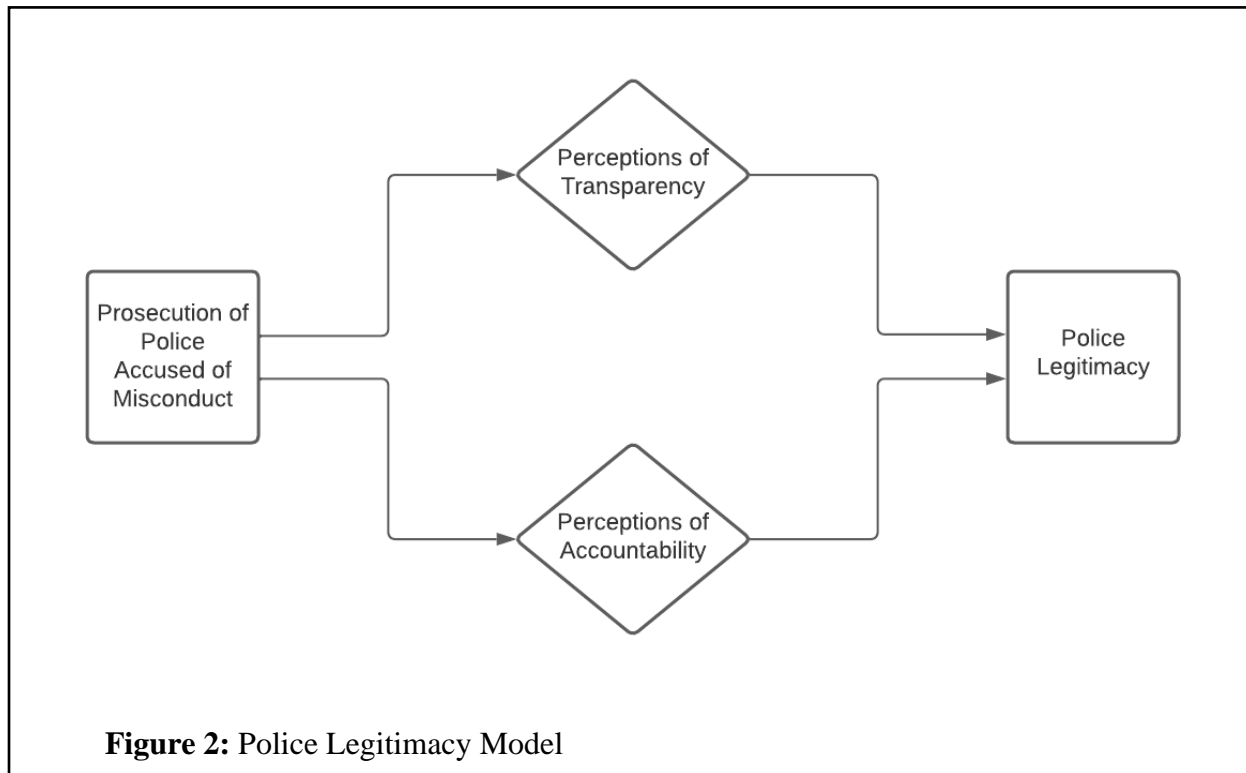 Perceptions of
Transparency
Prosecution of
Police
Accused of
Misconduct
Police
Legitimacy
Perceptions of
Accountability
Figure 2: Police Legitimacy Model